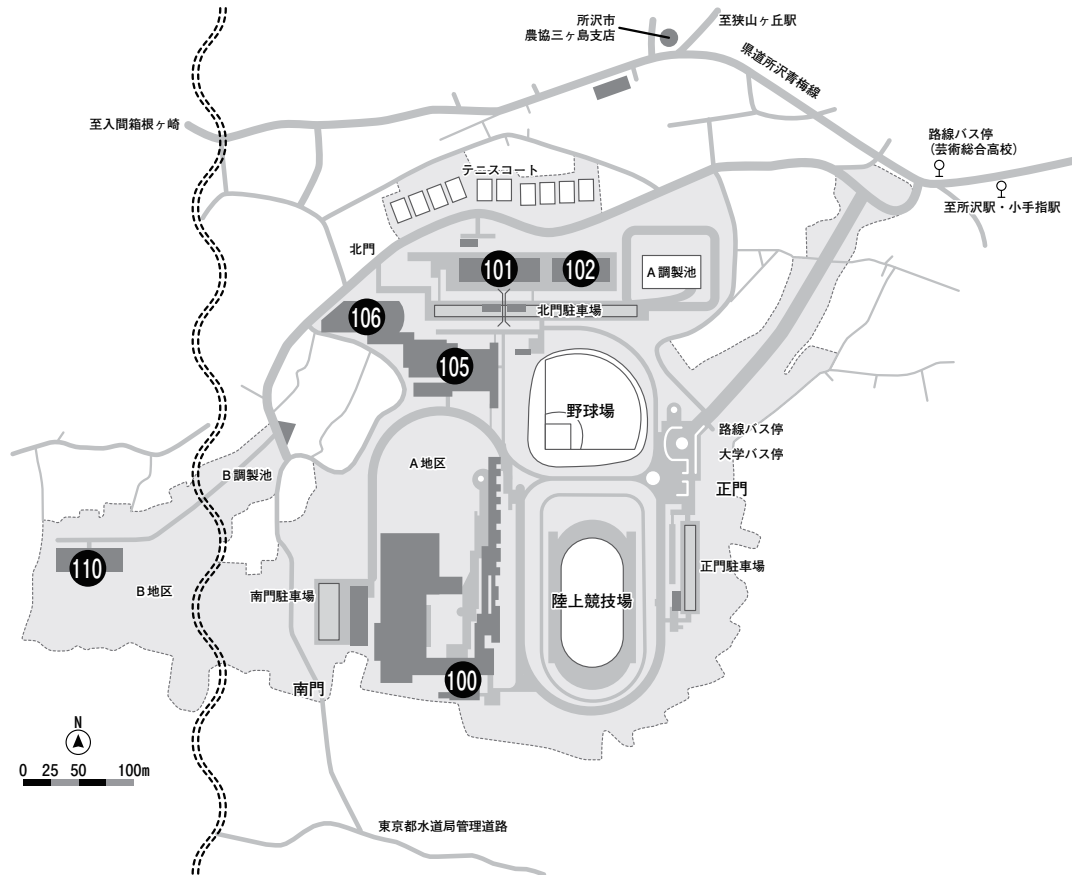 所沢市
農協三ヶ島支店
至狭山ヶ丘駅
県道所沢青梅線
至入間箱根ヶ崎
路線バス停
(芸術総合高校)
至所沢駅・小手指駅
テニスコート
北門
101
102
A調製池
北門駐車場
106
105
野球場
路線バス停
大学バス停
正門
A地区
B調製池
110
B地区
南門駐車場
正門駐車場
陸上競技場
100
南門
N
0 25 50 100m
東京都水道局管理道路